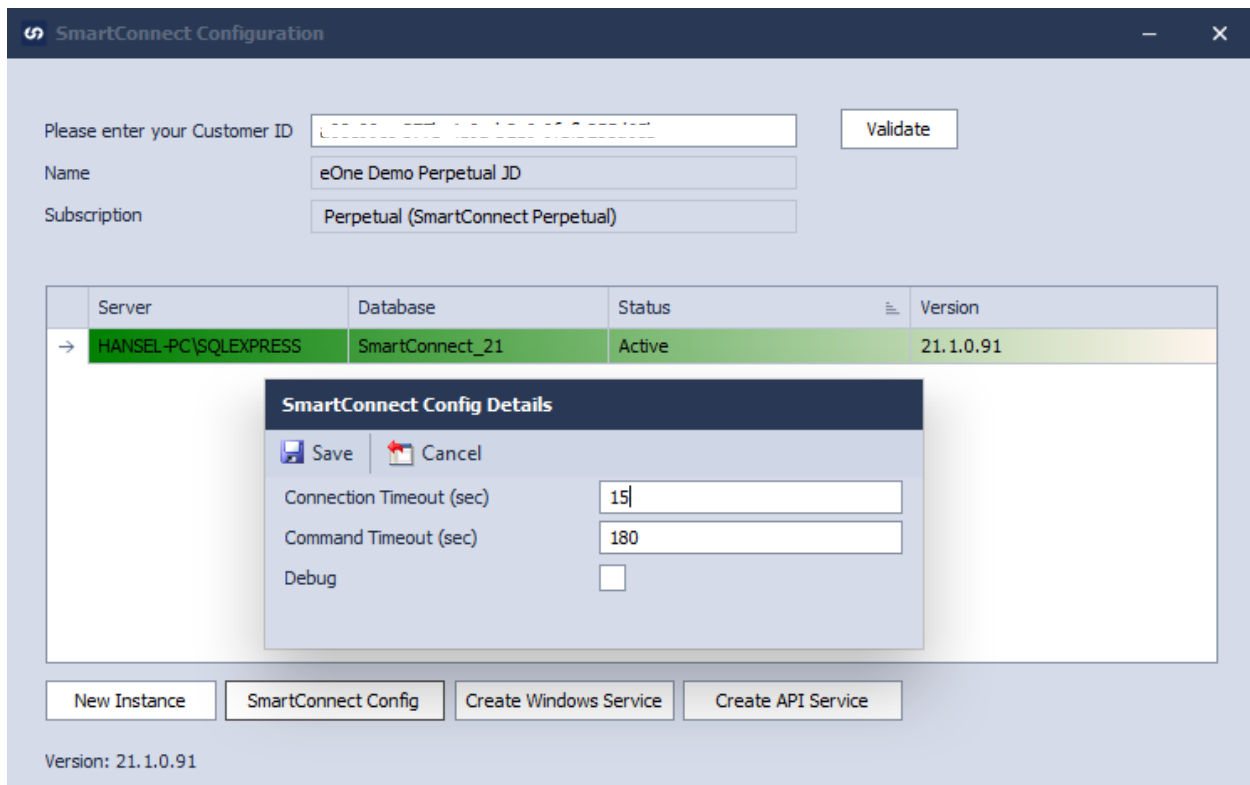 SmartConnect Configuration
Please enter your Customer ID Validate
Name eOne Demo Perpetual JD
Subscription Perpetual (SmartConnect Perpetual)
Server Database Status Version
HANSEL-PC\SQLEXPRESS SmartConnect_21 Active 21.1.0.91
SmartConnect Config Details
Save Cancel
Connection Timeout (sec) 15
Command Timeout (sec) 180
Debug
New Instance SmartConnect Config Create Windows Service Create API Service
Version: 21.1.0.91